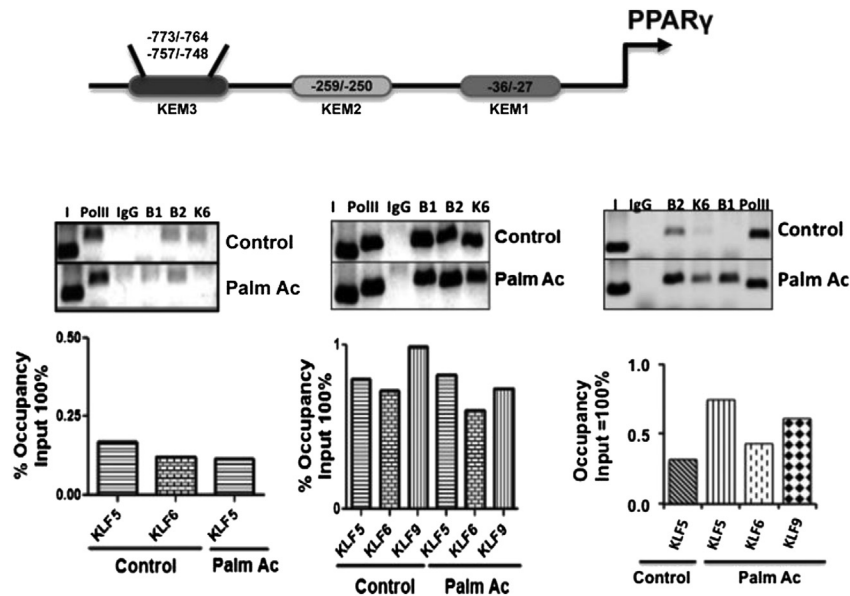 PPARγ
-773/-764
-757/-748
-259/-250
-36/-27
KEM3
KEM2
KEM1
I PolII IgG B1 B2 K6
Control
Palm Ac
I PolII IgG B1 B2 K6
Control
Palm Ac
I IgG B2 K6 B1 PolII
Control
Palm Ac
% Occupancy
Input 100%
0.50
0.25
0.00
KLF5
KLF6
KLF5
Control
Palm Ac
% Occupancy
Input 100%
1
0
KLF5
KLF6
KLF9
KLF5
KLF6
KLF9
Control
Palm Ac
Occupancy
Input =100%
1.0
0.5
0.0
KLF5
KLF5
KLF6
KLF9
Control
Palm Ac